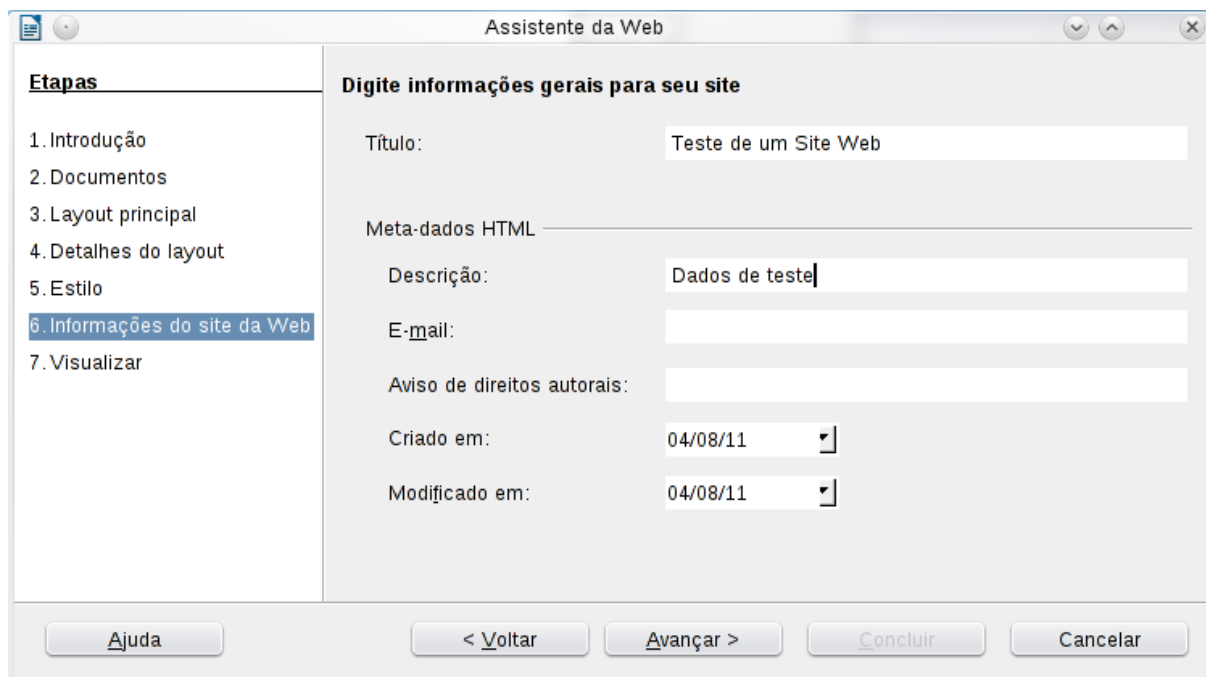 Assistente da Web
Etapas
1. Introdução
2. Documentos
3. Layout principal
4. Detalhes do layout
5. Estilo
6. Informações do site da Web
7. Visualizar
Digite informações gerais para seu site
Título: Teste de um Site Web
Meta-dados HTML
Descrição: Dados de teste
E-mail:
Aviso de direitos autorais:
Criado em: 04/08/11
Modificado em: 04/08/11
Ajuda < Voltar Avançar > Concluir Cancelar